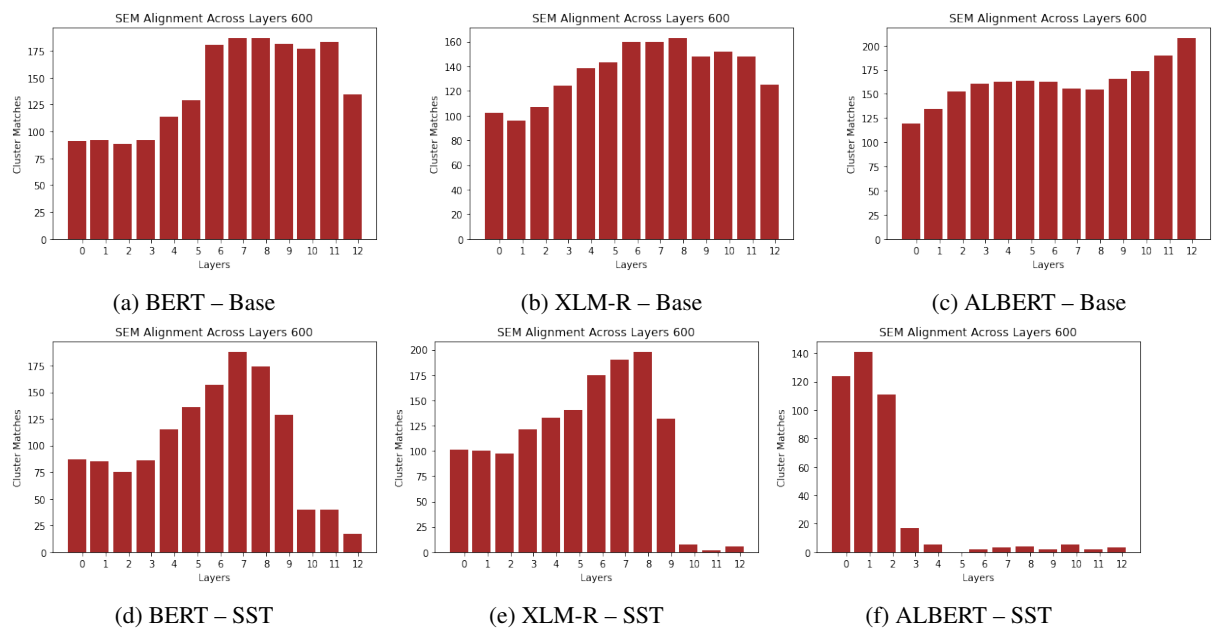 SEM Alignment Across Layers 600
175
150
125
100
75
50
25
0
Cluster Matches
0 1 2 3 4 5 6 7 8 9 10 11 12
Layers
(a) BERT – Base
SEM Alignment Across Layers 600
160
140
120
100
80
60
40
20
0
Cluster Matches
0 1 2 3 4 5 6 7 8 9 10 11 12
Layers
(b) XLM-R – Base
SEM Alignment Across Layers 600
200
175
150
125
100
75
50
25
0
Cluster Matches
0 1 2 3 4 5 6 7 8 9 10 11 12
Layers
(c) ALBERT – Base
SEM Alignment Across Layers 600
175
150
125
100
75
50
25
0
Cluster Matches
0 1 2 3 4 5 6 7 8 9 10 11 12
Layers
(d) BERT – SST
SEM Alignment Across Layers 600
200
175
150
125
100
75
50
25
0
Cluster Matches
0 1 2 3 4 5 6 7 8 9 10 11 12
Layers
(e) XLM-R – SST
SEM Alignment Across Layers 600
140
120
100
80
60
40
20
0
Cluster Matches
0 1 2 3 4 5 6 7 8 9 10 11 12
Layers
(f) ALBERT – SST